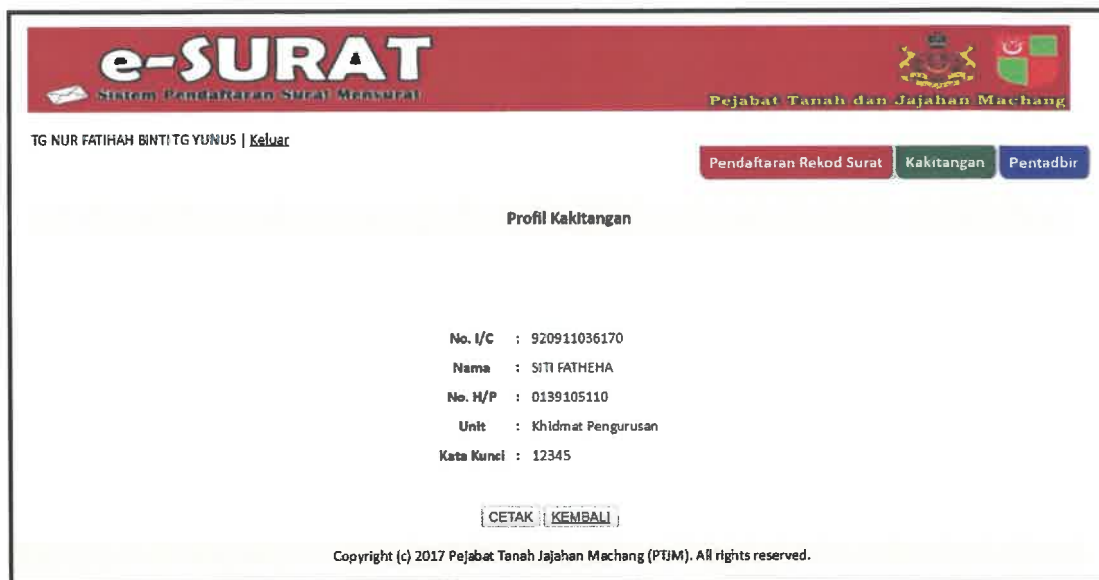 e-SURAT
Sistem Pendaftaran Surat Menyurat
Pejabat Tanah dan Jajahan Machang
TG NUR FATIHAH BINTI TG YUNUS | Keluar
Pendaftaran Rekod Surat Kakitangan Pentadbir
Profil Kakitangan
No. I/C : 920911036170
Nama : SITI FATHEHA
No. H/P : 0139105110
Unit : Khidmat Pengurusan
Kata Kunci : 12345
CETAK KEMBALI
Copyright (c) 2017 Pejabat Tanah Jajahan Machang (PTJM). All rights reserved.